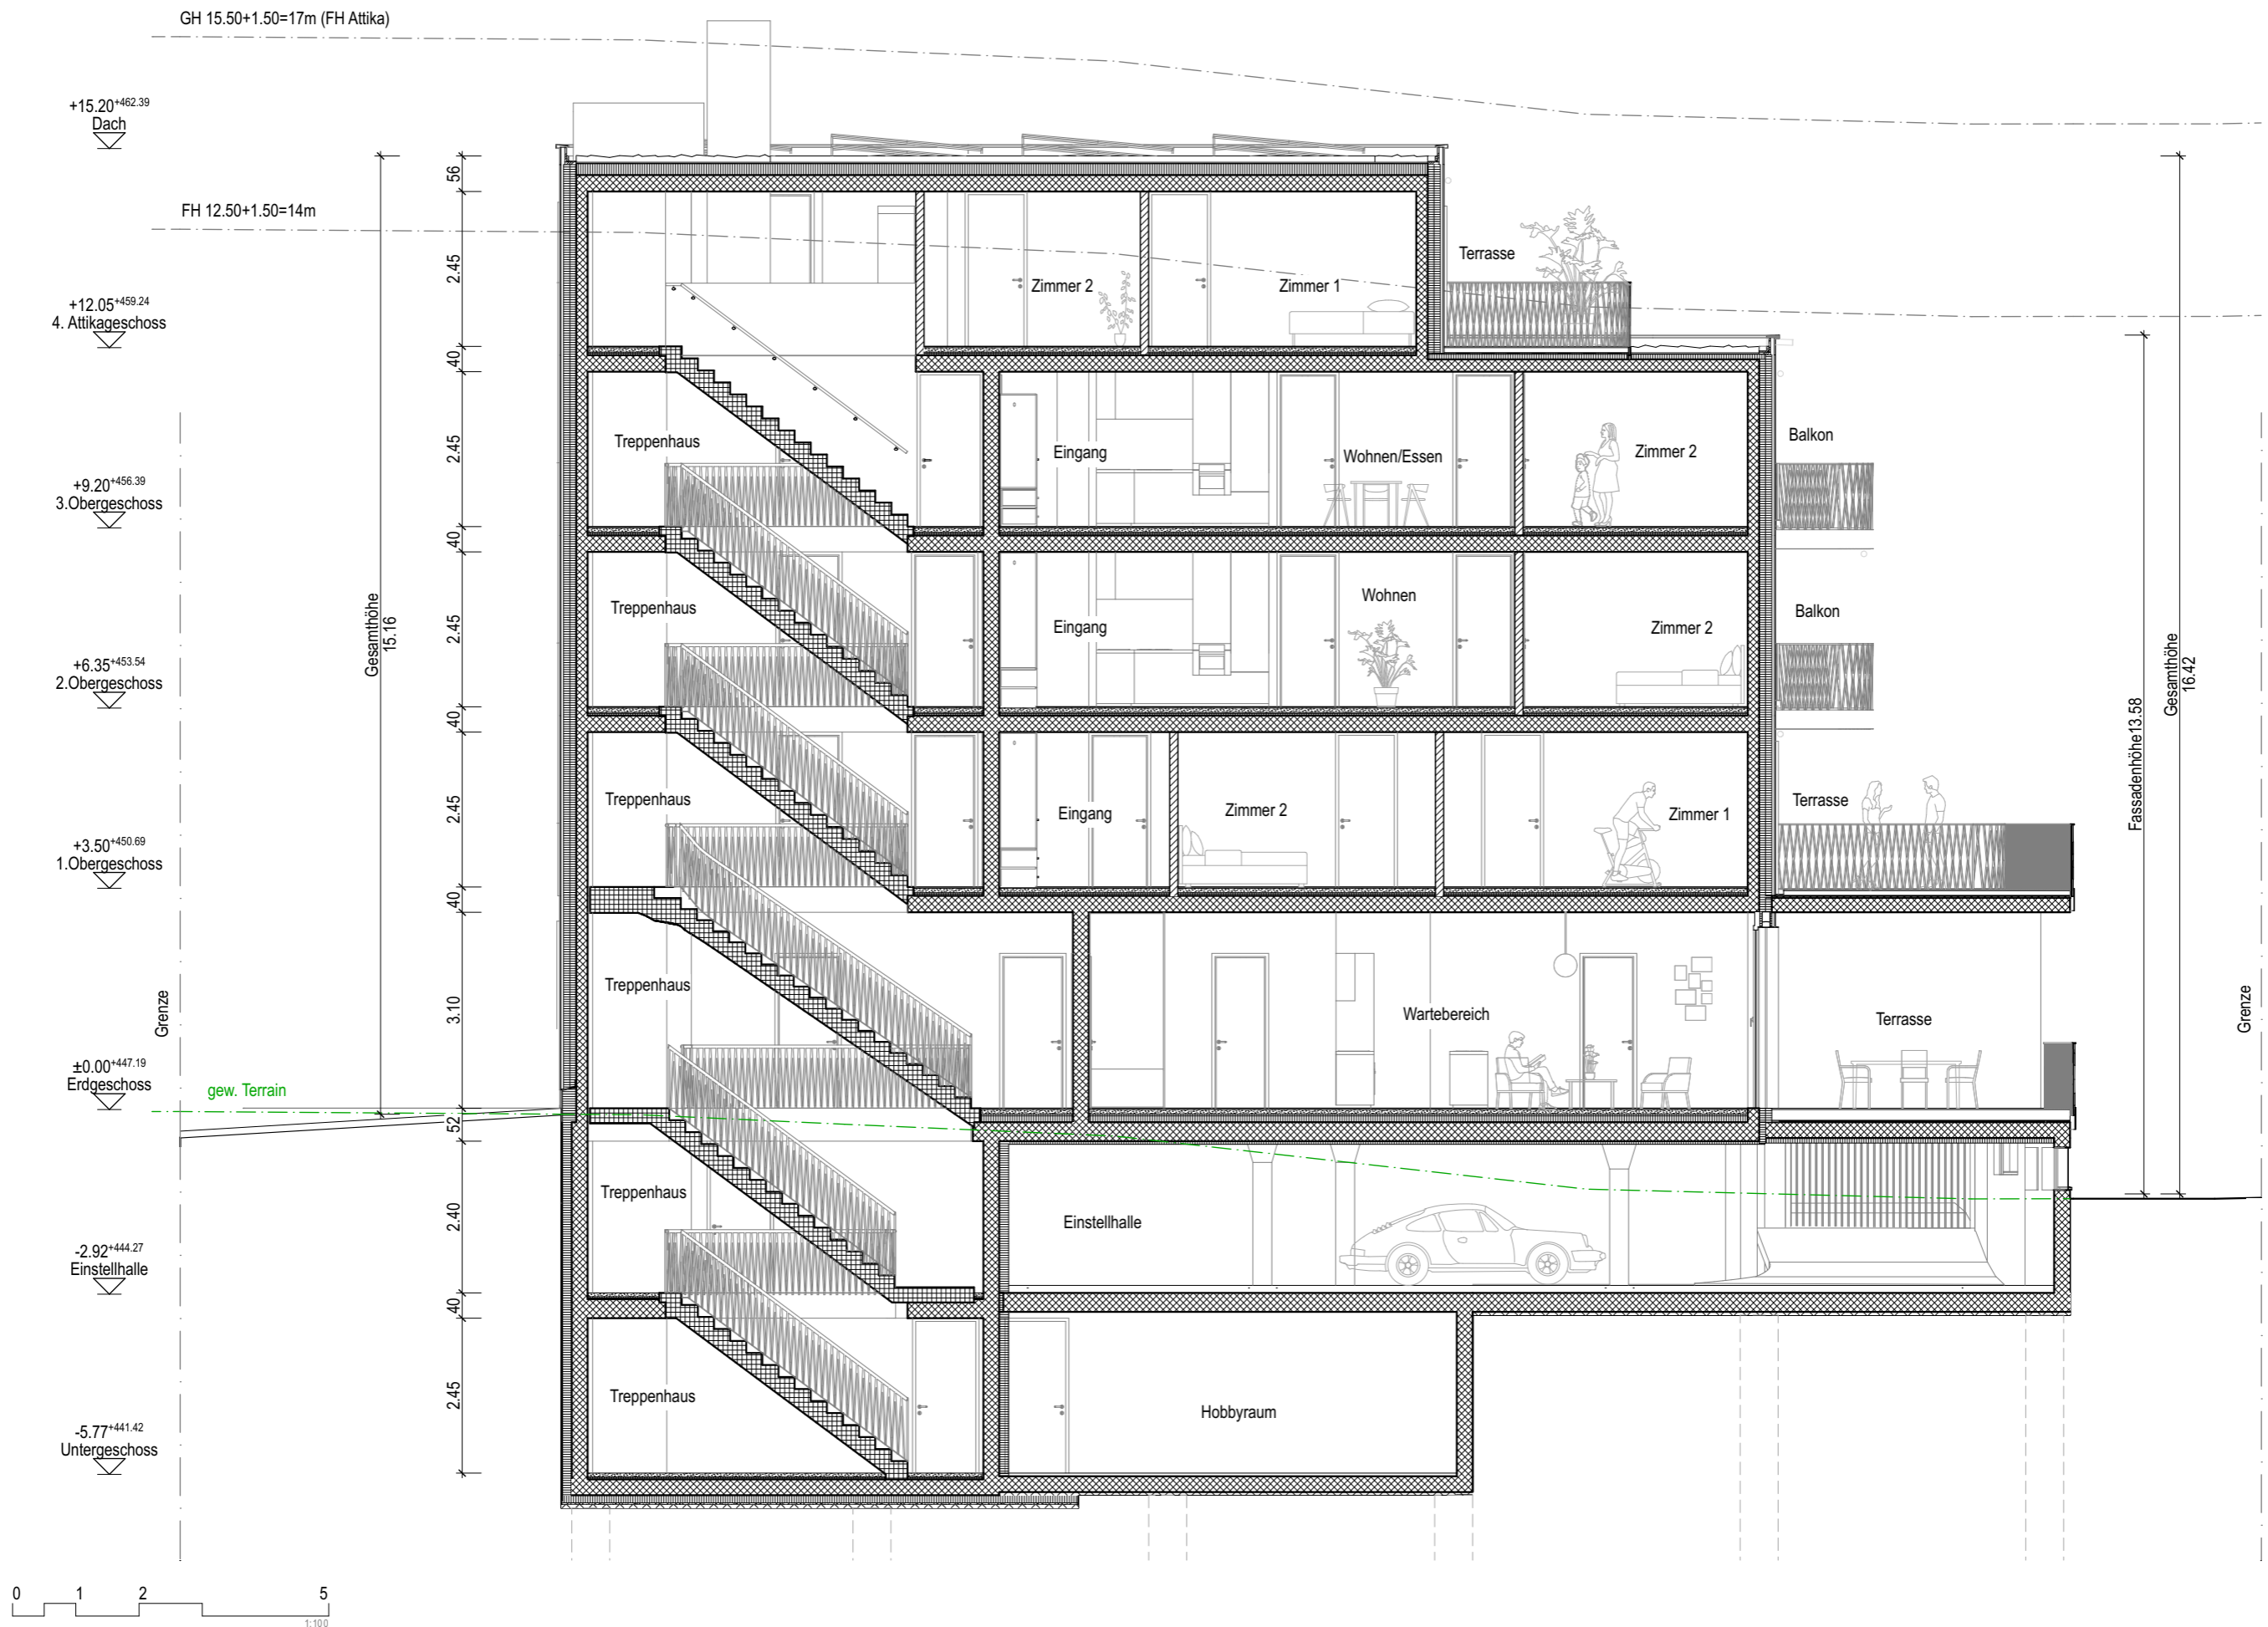 GH 15.50+1.50=17m (FH Attika)
+15.20+462.39
Dach
56
FH 12.50+1.50=14m
2.45
Terrasse
Zimmer 2
Zimmer 1
+12.05+459.24
4. Attikageschoss
40
Treppenhaus
2.45
Eingang
Wohnen/Essen
Zimmer 2
Balkon
+9.20+456.39
3.Obergeschoss
40
Gesamthöhe
15.16
Treppenhaus
2.45
Eingang
Wohnen
Zimmer 2
Balkon
Gesamthöhe
16.42
+6.35+453.54
2.Obergeschoss
40
Fassadenhöhe13.58
Treppenhaus
2.45
Eingang
Zimmer 2
Zimmer 1
Terrasse
+3.50+450.69
1.Obergeschoss
40
Grenze
Treppenhaus
3.10
Wartebereich
Terrasse
Grenze
±0.00+447.19
Erdgeschoss
gew. Terrain
52
Treppenhaus
2.40
Einstellhalle
-2.92+444.27
Einstellhalle
40
Treppenhaus
2.45
Hobbyraum
-5.77+441.42
Untergeschoss
0 1 2 5
1:100